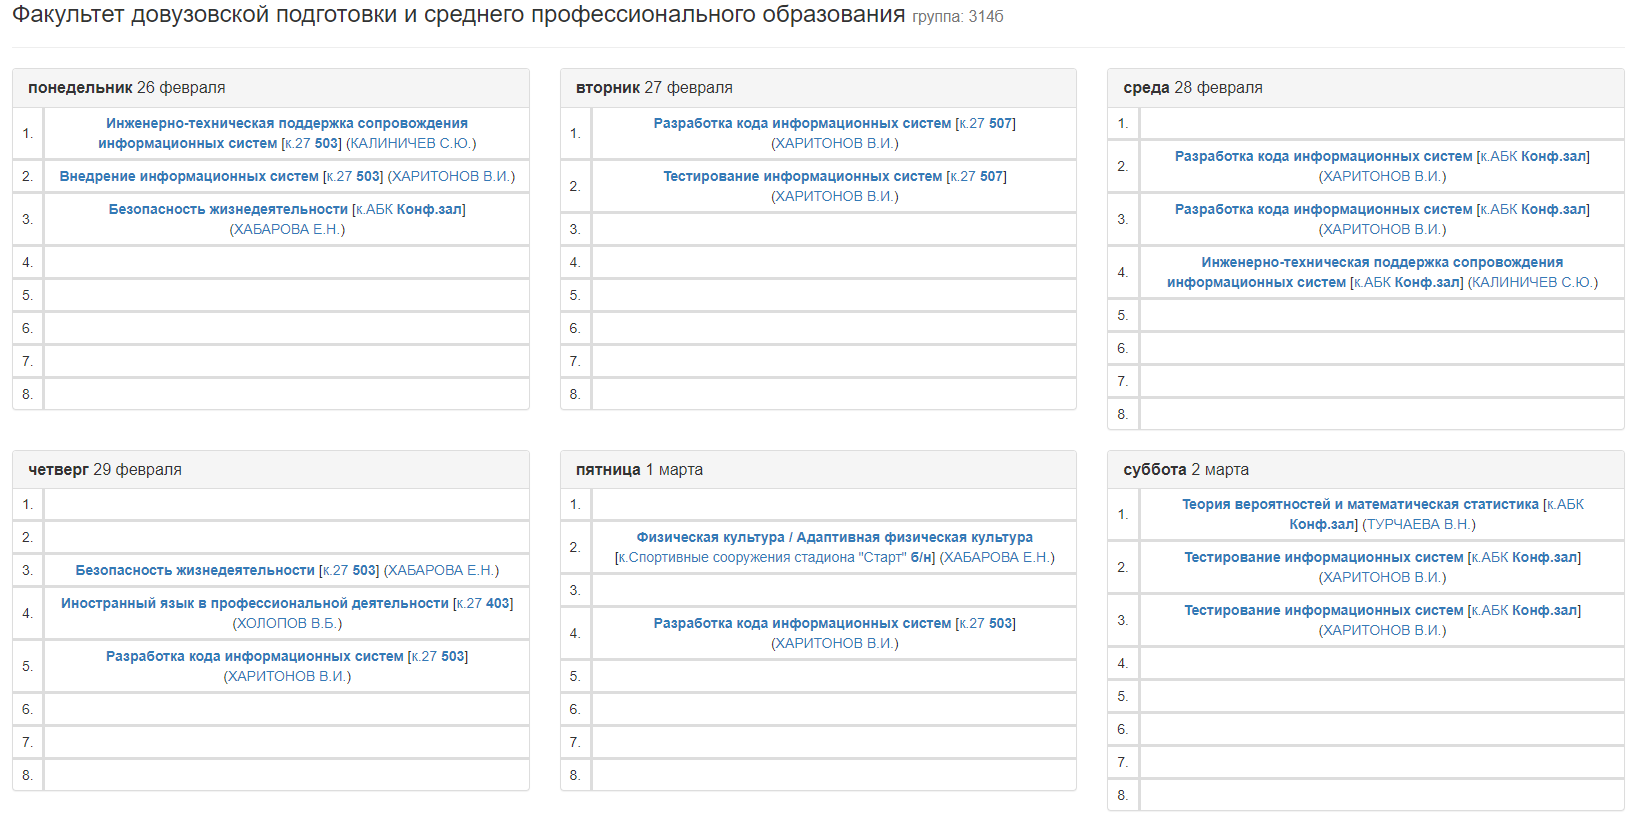 Факультет довузовской подготовки и среднего профессионального образования группа: 314б
понедельник 26 февраля
1. Инженерно-техническая поддержка сопровождения
информационных систем [к.27 503] (КАЛИНИЧЕВ С.Ю.)
2. Внедрение информационных систем [к.27 503] (ХАРИТОНОВ В.И.)
3. Безопасность жизнедеятельности [к.АБК Конф.зал]
(ХАБАРОВА Е.Н.)
4.
5.
6.
7.
8.
вторник 27 февраля
1. Разработка кода информационных систем [к.27 507]
(ХАРИТОНОВ В.И.)
2. Тестирование информационных систем [к.27 507]
(ХАРИТОНОВ В.И.)
3.
4.
5.
6.
7.
8.
среда 28 февраля
1.
2. Разработка кода информационных систем [к.АБК Конф.зал]
(ХАРИТОНОВ В.И.)
3. Разработка кода информационных систем [к.АБК Конф.зал]
(ХАРИТОНОВ В.И.)
4. Инженерно-техническая поддержка сопровождения
информационных систем [к.АБК Конф.зал] (КАЛИНИЧЕВ С.Ю.)
5.
6.
7.
8.
четверг 29 февраля
1.
2.
3. Безопасность жизнедеятельности [к.27 503] (ХАБАРОВА Е.Н.)
4. Иностранный язык в профессиональной деятельности [к.27 403]
(ХОЛОПОВ В.Б.)
5. Разработка кода информационных систем [к.27 503]
(ХАРИТОНОВ В.И.)
6.
7.
8.
пятница 1 марта
1.
2. Физическая культура / Адаптивная физическая культура
[к.Спортивные сооружения стадиона "Старт" б/н] (ХАБАРОВА Е.Н.)
3.
4. Разработка кода информационных систем [к.27 503]
(ХАРИТОНОВ В.И.)
5.
6.
7.
8.
суббота 2 марта
1. Теория вероятностей и математическая статистика [к.АБК
Конф.зал] (ТУРЧАЕВА В.Н.)
2. Тестирование информационных систем [к.АБК Конф.зал]
(ХАРИТОНОВ В.И.)
3. Тестирование информационных систем [к.АБК Конф.зал]
(ХАРИТОНОВ В.И.)
4.
5.
6.
7.
8.